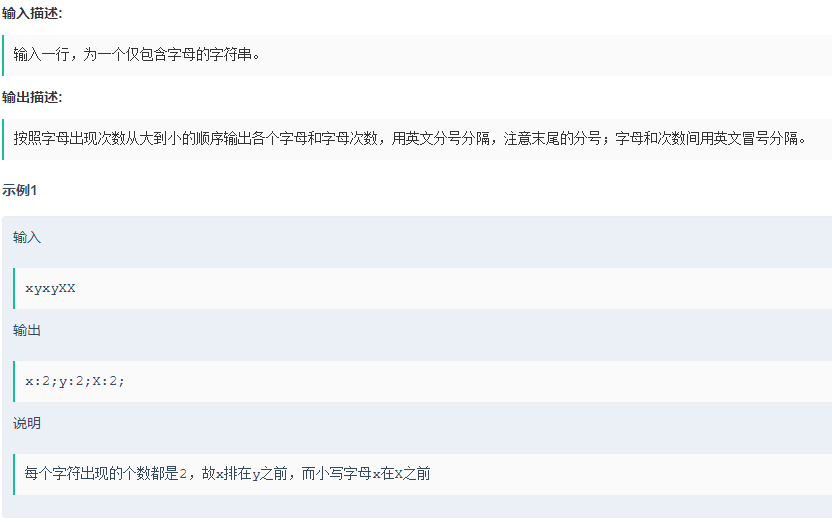 输入描述:
输入一行，为一个仅包含字母的字符串。
输出描述:
按照字母出现次数从大到小的顺序输出各个字母和字母次数，用英文分号分隔，注意末尾的分号；字母和次数间用英文冒号分隔。
示例1
输入
xyxyXX
输出
x:2;y:2;X:2;
说明
每个字符出现的个数都是2，故x排在y之前，而小写字母x在X之前